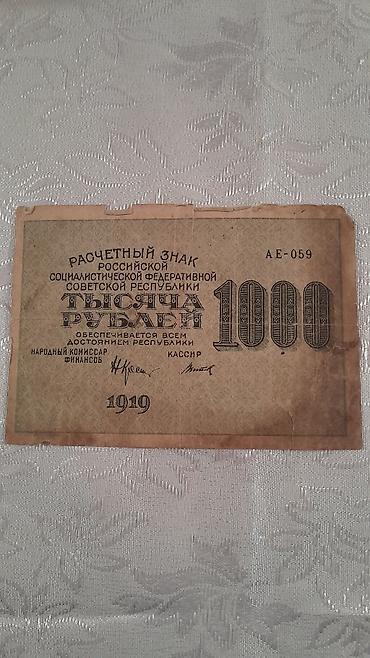 РАСЧЕТНЫЙ ЗНАК
РОССИЙСКОЙ
СОЦИАЛИСТИЧЕСКОЙ ФЕДЕРАТИВНОЙ
СОВЕТСКОЙ РЕСПУБЛИКИ
ТЫСЯЧА
РУБЛЕЙ
ОБЕСПЕЧИВАЕТСЯ ВСЕМ
ДОСТОЯНИЕМ РЕСПУБЛИКИ
НАРОДНЫЙ КОМИССАР
ФИНАНСОВ
КАССИР
1919
АЕ-059
1000